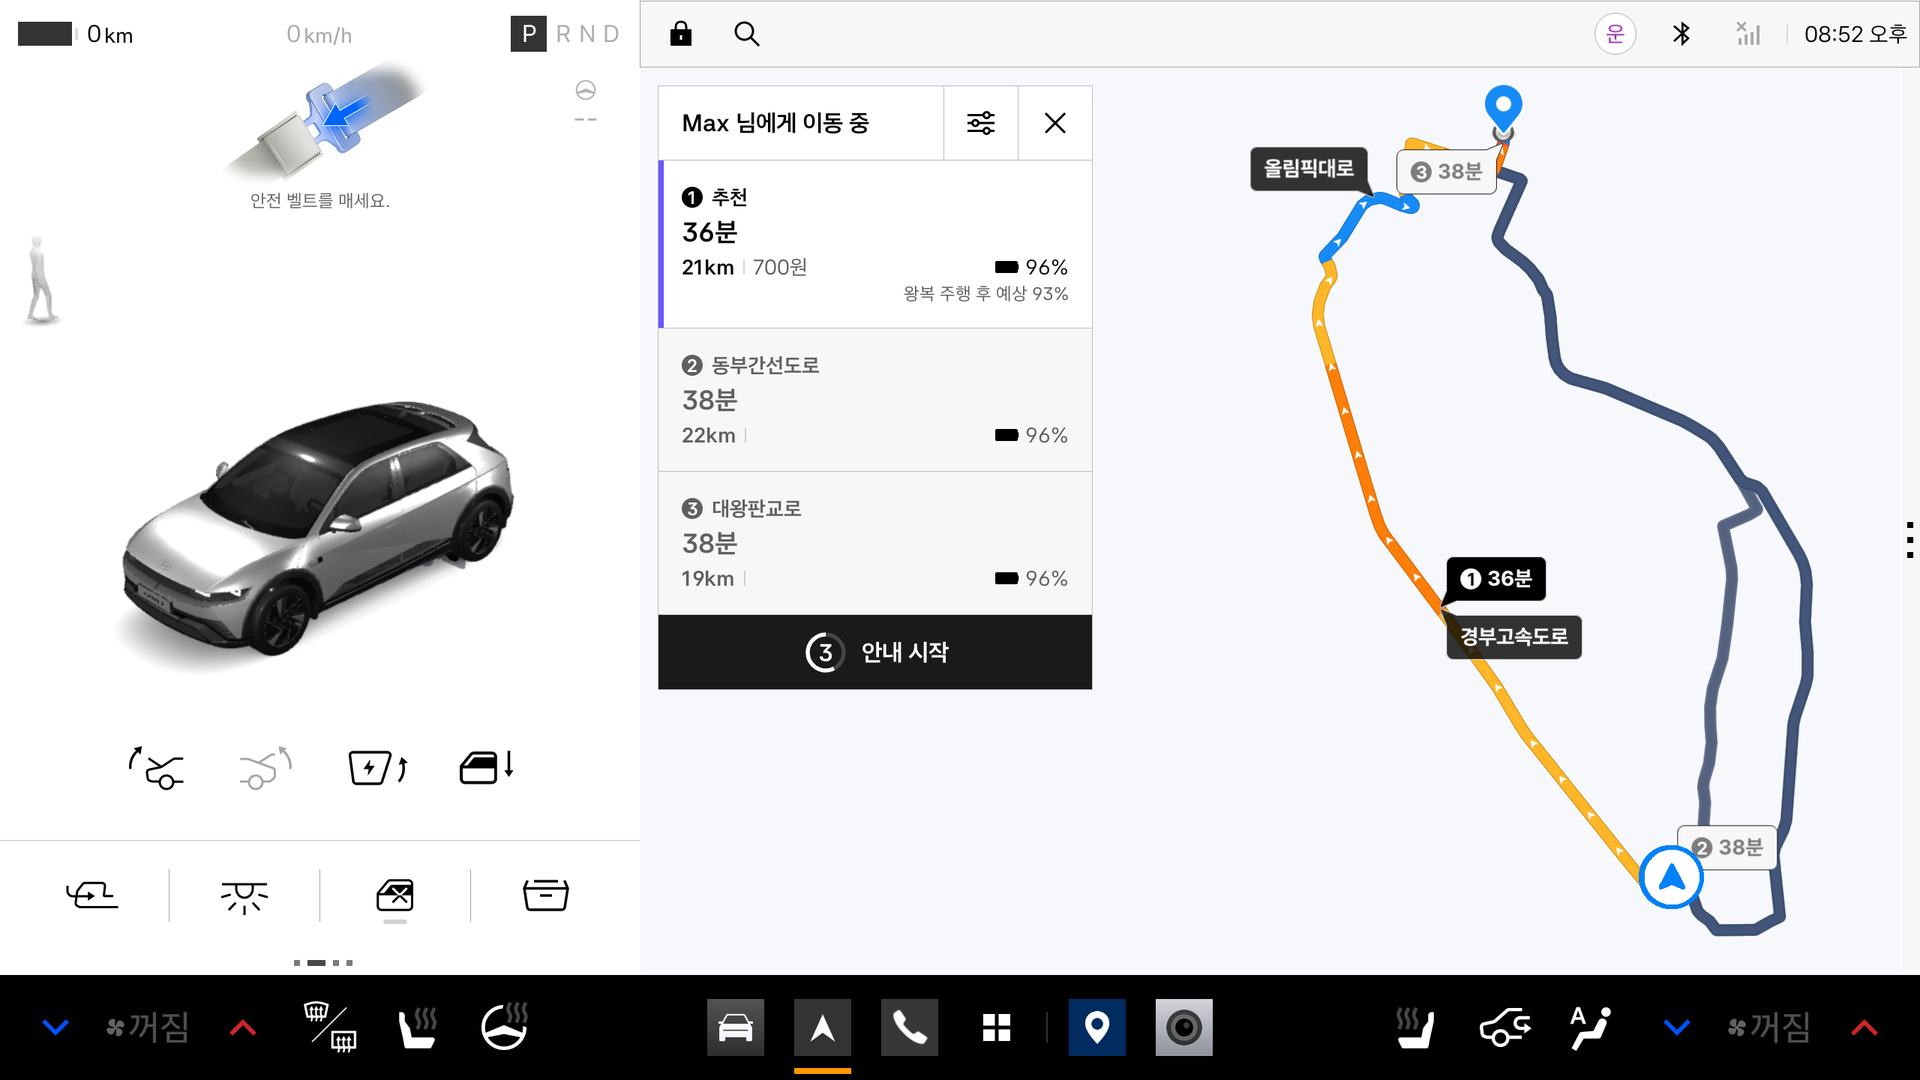 0 km
0 km/h
P R N D
안전 벨트를 매세요.
--
운
08:52 오후
Max 님에게 이동 중
1 추천
36분
21km 700원
96%
왕복 주행 후 예상 93%
2 동부간선도로
38분
22km
96%
3 대왕판교로
38분
19km
96%
3 안내 시작
올림픽대로
3 38분
1 36분
경부고속도로
2 38분
꺼짐
A
꺼짐